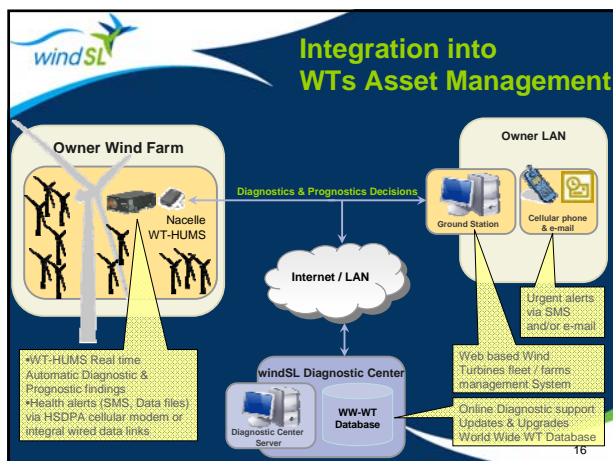 windSL
Integration into
WTs Asset Management
Owner Wind Farm
Nacelle
WT-HUMS
Diagnostics & Prognostics Decisions
Owner LAN
Ground Station
Cellular phone
& e-mail
Internet / LAN
Urgent alerts
via SMS
and/or e-mail
•WT-HUMS Real time
Automatic Diagnostic &
Prognostic findings
•Health alerts (SMS, Data files)
via HSDPA cellular modem or
integral wired data links
Web based Wind
Turbines fleet / farms
management System
windSL Diagnostic Center
Diagnostic Center
Server
WW-WT
Database
Online Diagnostic support
Updates & Upgrades
World Wide WT Database
16